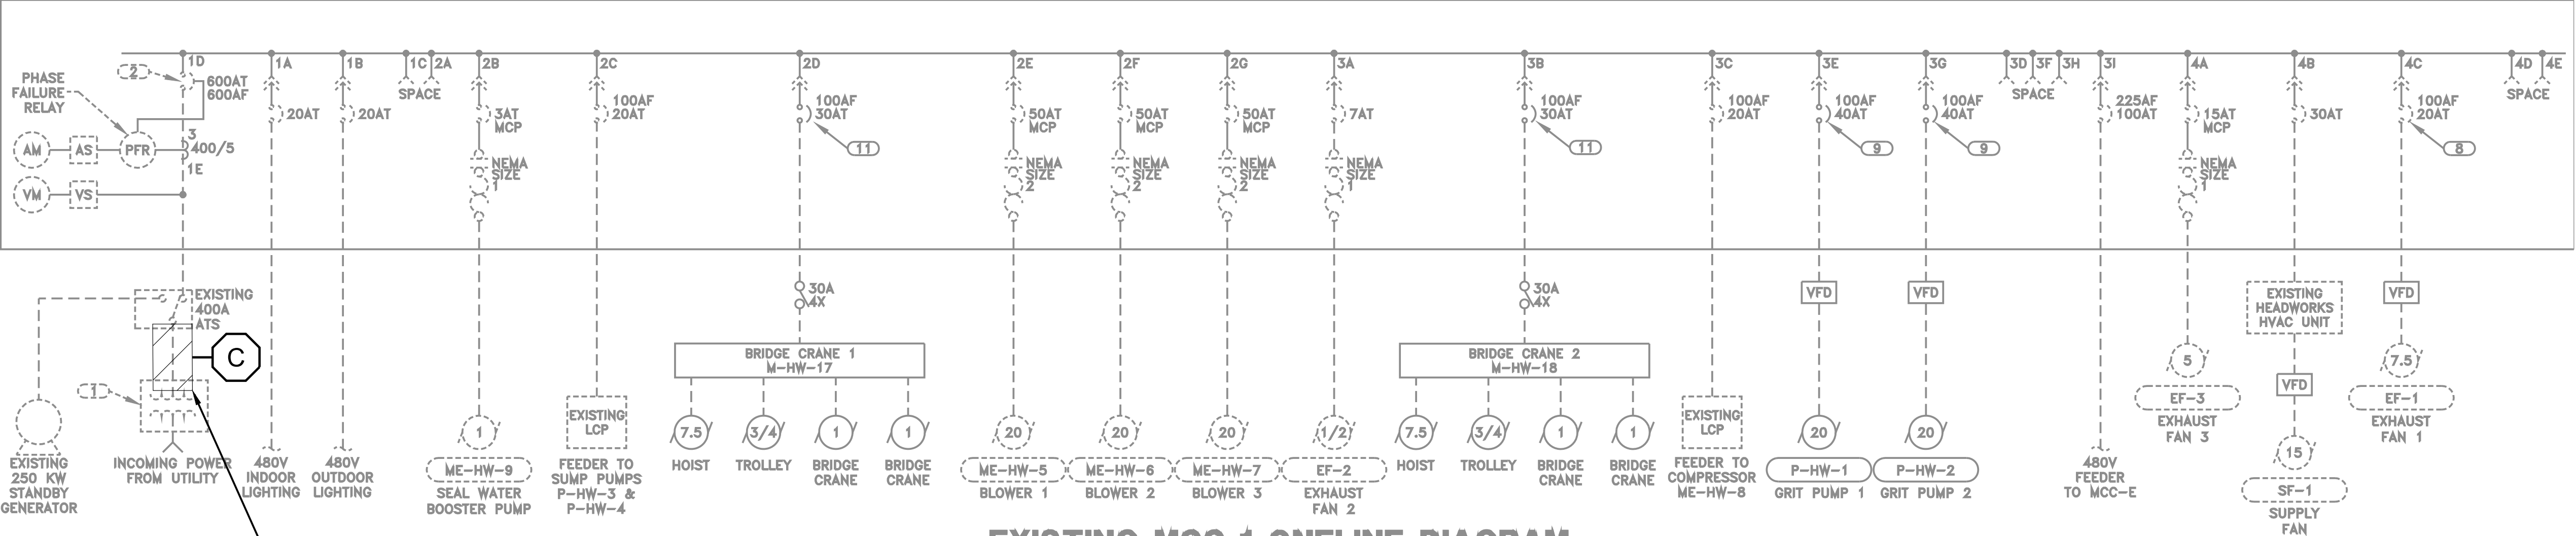 1D
2
600AT
600AF
PHASE
FAILURE
RELAY
AM
AS
PFR
3
400/5
1E
VM
VS
EXISTING
400A
ATS
C
1
EXISTING
250 KW
STANDBY
GENERATOR
INCOMING POWER
FROM UTILITY
1A
20AT
480V
INDOOR
LIGHTING
1B
20AT
480V
OUTDOOR
LIGHTING
1C
2A
SPACE
2B
3AT
MCP
NEMA
SIZE
1
1
ME-HW-9
SEAL WATER
BOOSTER PUMP
2C
100AF
20AT
EXISTING
LCP
FEEDER TO
SUMP PUMPS
P-HW-3 &
P-HW-4
2D
100AF
30AT
11
30A
4X
BRIDGE CRANE 1
M-HW-17
7.5
HOIST
3/4
TROLLEY
1
BRIDGE
CRANE
1
BRIDGE
CRANE
2E
50AT
MCP
NEMA
SIZE
2
20
ME-HW-5
BLOWER 1
2F
50AT
MCP
NEMA
SIZE
2
20
ME-HW-6
BLOWER 2
2G
50AT
MCP
NEMA
SIZE
2
20
ME-HW-7
BLOWER 3
3A
7AT
NEMA
SIZE
1
1/2
EF-2
EXHAUST
FAN 2
3B
100AF
30AT
11
30A
4X
BRIDGE CRANE 2
M-HW-18
7.5
HOIST
3/4
TROLLEY
1
BRIDGE
CRANE
1
BRIDGE
CRANE
3C
100AF
20AT
EXISTING
LCP
FEEDER TO
COMPRESSOR
ME-HW-8
3E
100AF
40AT
9
VFD
20
P-HW-1
GRIT PUMP 1
3G
100AF
40AT
9
VFD
20
P-HW-2
GRIT PUMP 2
3D
3F
3H
SPACE
3I
225AF
100AT
480V
FEEDER
TO MCC-E
4A
15AT
MCP
NEMA
SIZE
1
5
EF-3
EXHAUST
FAN 3
4B
30AT
EXISTING
HEADWORKS
HVAC UNIT
VFD
15
SF-1
SUPPLY
FAN
4C
100AF
20AT
8
VFD
7.5
EF-1
EXHAUST
FAN 1
4D
4E
SPACE
EXISTING MCC-1 ONELINE DIAGRAM